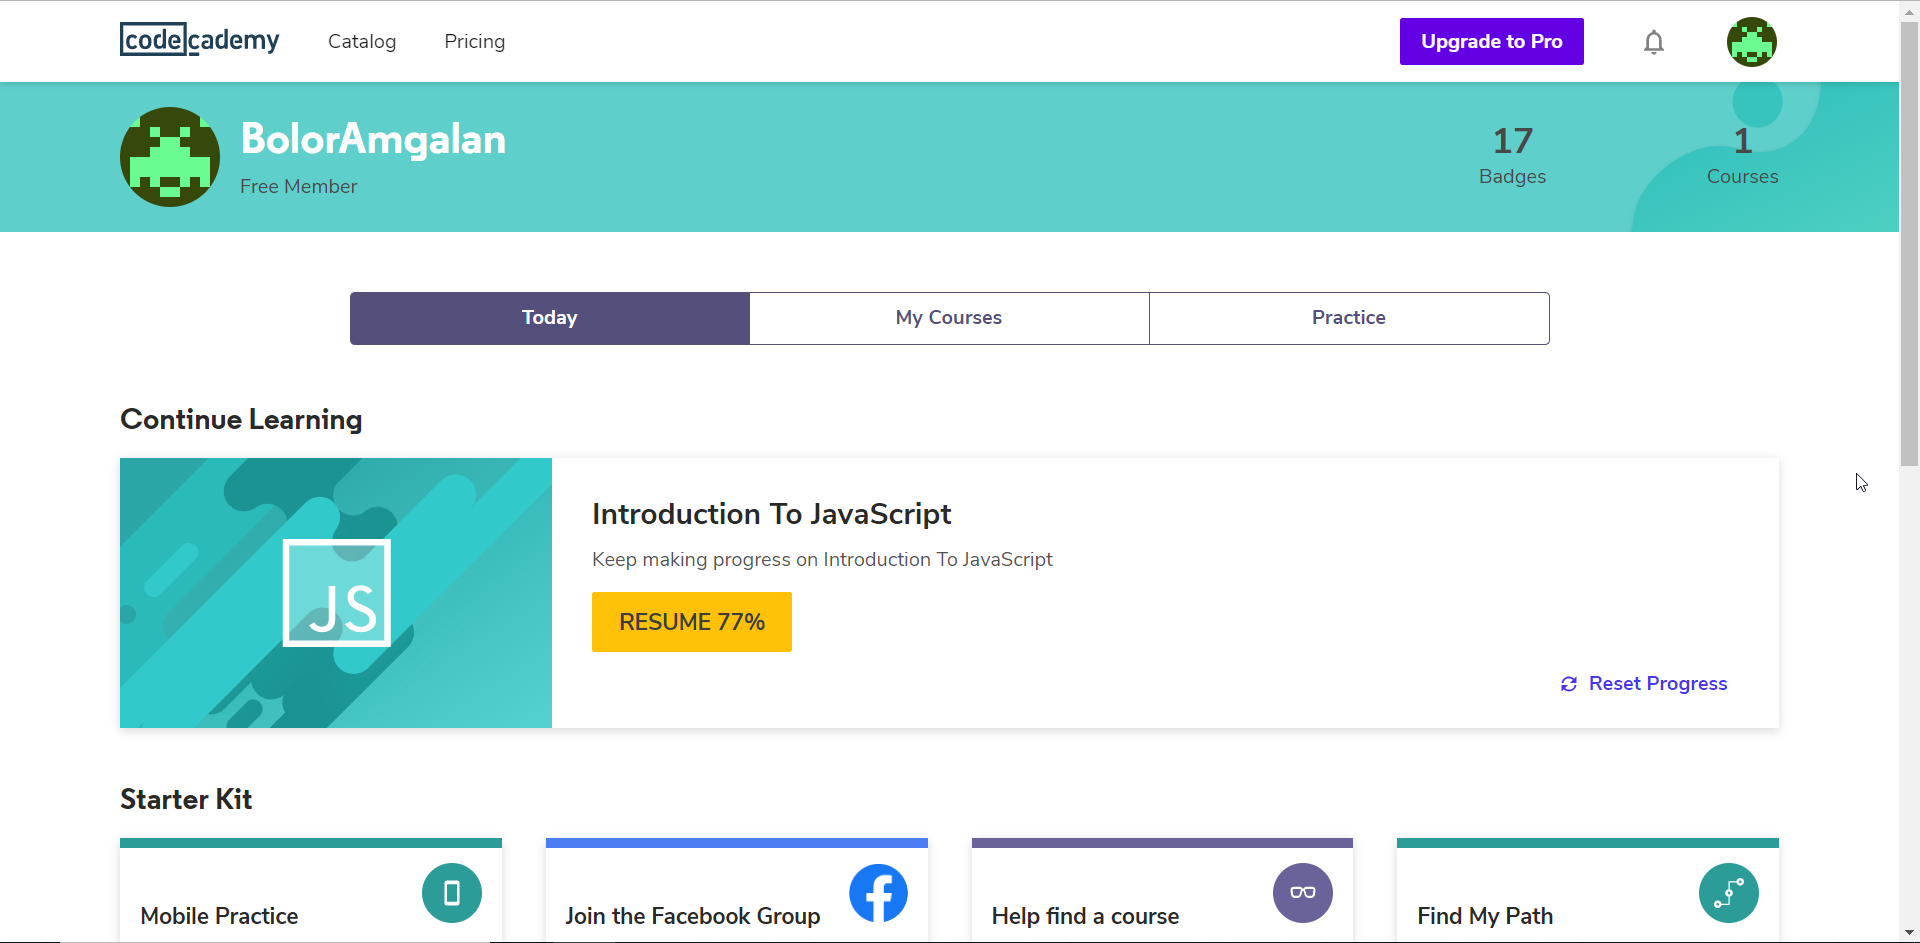 codecademy Catalog Pricing Upgrade to Pro
BolorAmgalan
Free Member
17
Badges
1
Courses
Today My Courses Practice
Continue Learning
JS
Introduction To JavaScript
Keep making progress on Introduction To JavaScript
RESUME 77%
Reset Progress
Starter Kit
Mobile Practice
Join the Facebook Group
Help find a course
Find My Path